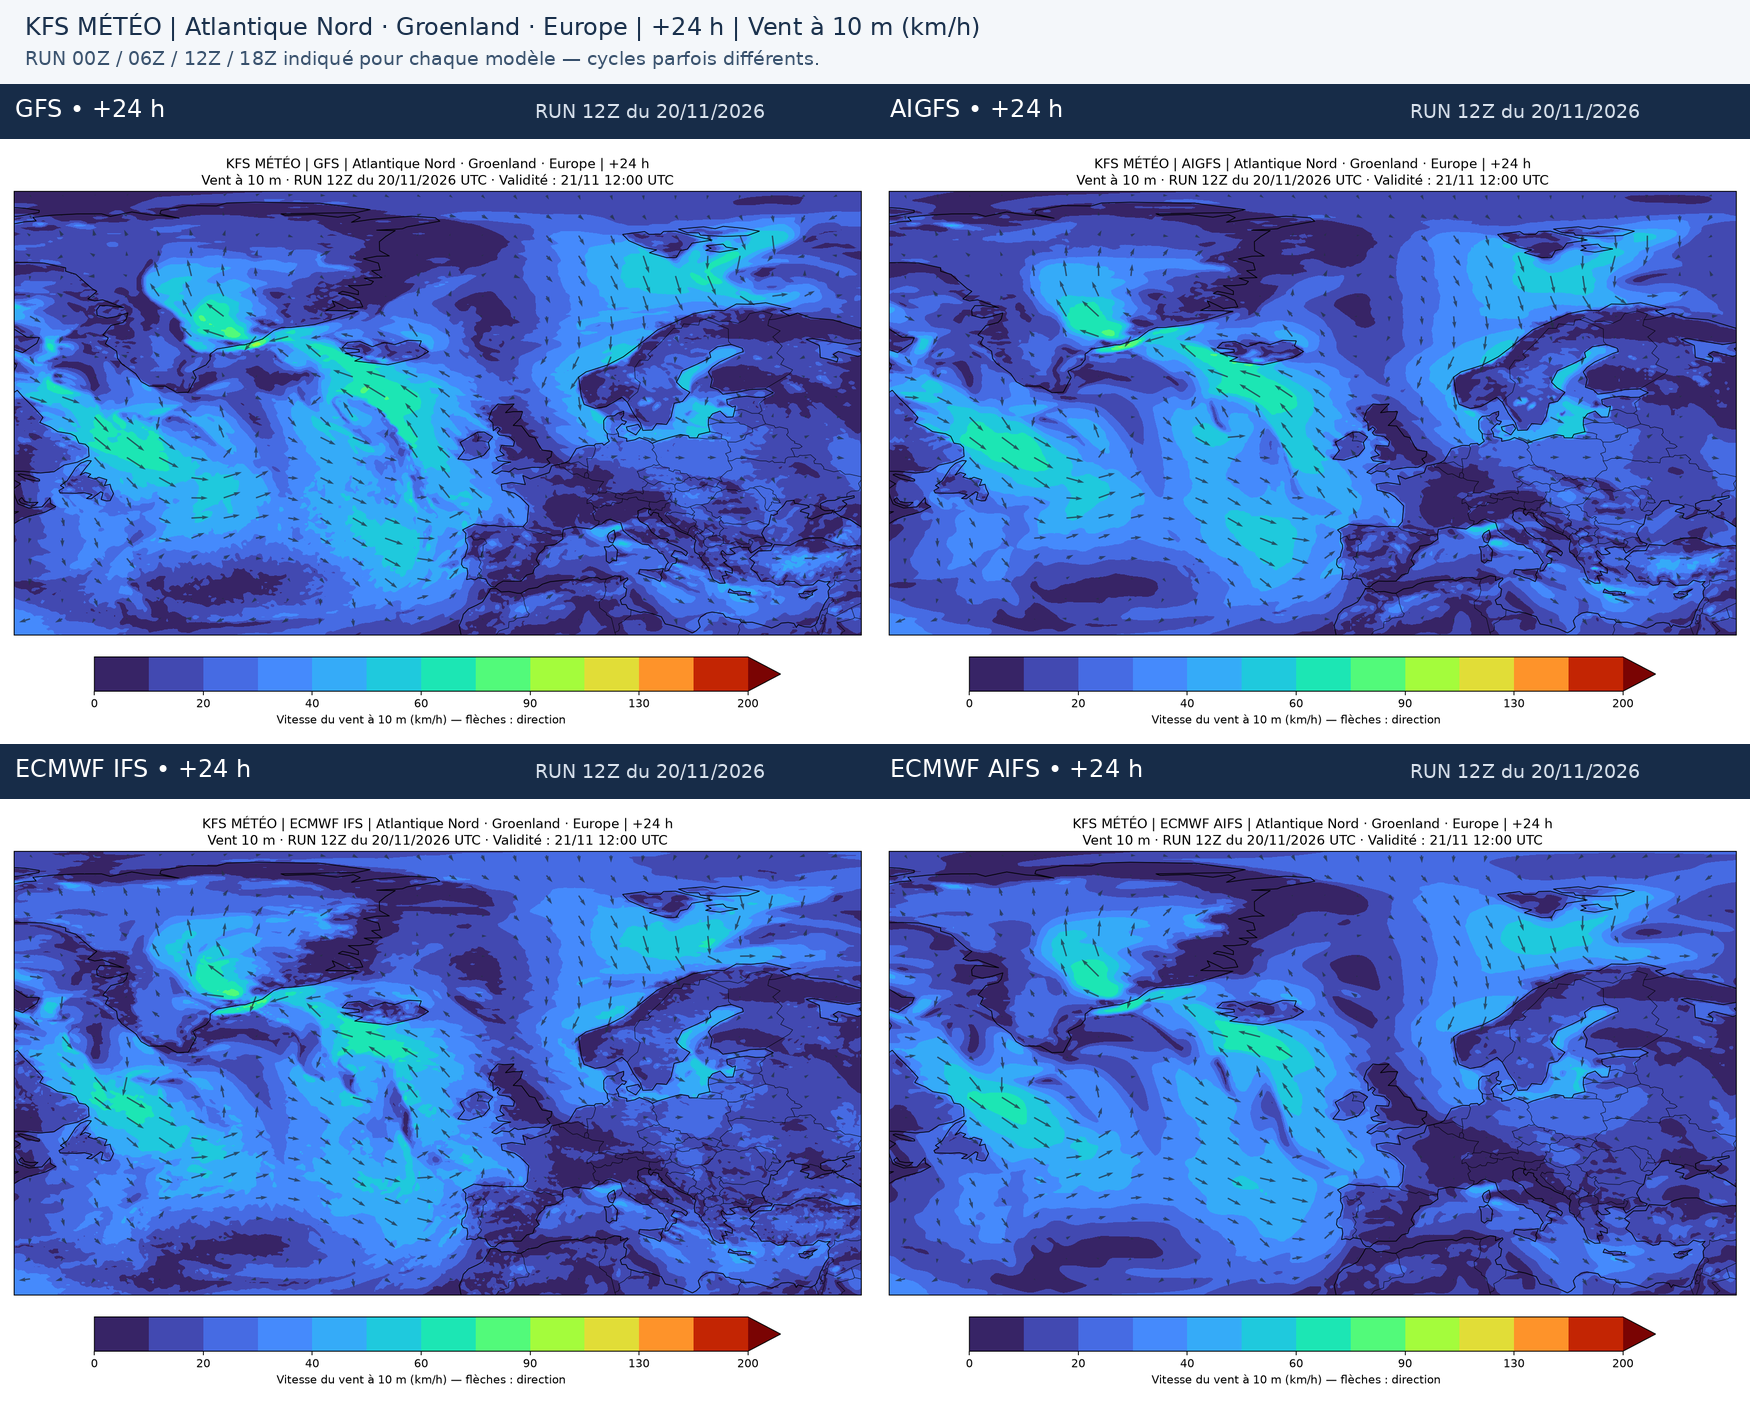 KFS MÉTÉO | Atlantique Nord · Groenland · Europe | +24 h | Vent à 10 m (km/h)
RUN 00Z / 06Z / 12Z / 18Z indiqué pour chaque modèle — cycles parfois différents.
GFS • +24 h RUN 12Z du 20/11/2026
KFS MÉTÉO | GFS | Atlantique Nord · Groenland · Europe | +24 h
Vent à 10 m · RUN 12Z du 20/11/2026 UTC · Validité : 21/11 12:00 UTC
0 20 40 60 90 130 200
Vitesse du vent à 10 m (km/h) — flèches : direction
AIGFS • +24 h RUN 12Z du 20/11/2026
KFS MÉTÉO | AIGFS | Atlantique Nord · Groenland · Europe | +24 h
Vent à 10 m · RUN 12Z du 20/11/2026 UTC · Validité : 21/11 12:00 UTC
0 20 40 60 90 130 200
Vitesse du vent à 10 m (km/h) — flèches : direction
ECMWF IFS • +24 h RUN 12Z du 20/11/2026
KFS MÉTÉO | ECMWF IFS | Atlantique Nord · Groenland · Europe | +24 h
Vent 10 m · RUN 12Z du 20/11/2026 UTC · Validité : 21/11 12:00 UTC
0 20 40 60 90 130 200
Vitesse du vent à 10 m (km/h) — flèches : direction
ECMWF AIFS • +24 h RUN 12Z du 20/11/2026
KFS MÉTÉO | ECMWF AIFS | Atlantique Nord · Groenland · Europe | +24 h
Vent 10 m · RUN 12Z du 20/11/2026 UTC · Validité : 21/11 12:00 UTC
0 20 40 60 90 130 200
Vitesse du vent à 10 m (km/h) — flèches : direction